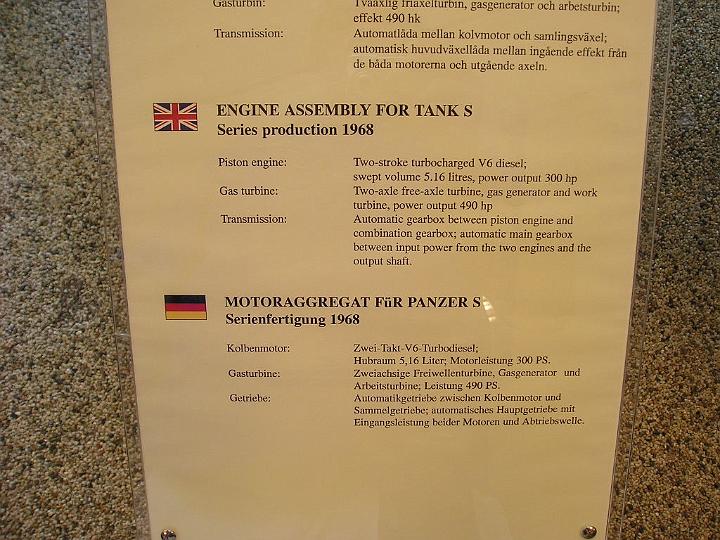 Gasturbin: Tvåaxlig friaxelturbin, gasgenerator och arbetsturbin;
effekt 490 hk
Transmission: Automatlåda mellan kolvmotor och samlingsväxel;
automatisk huvudväxellåda mellan ingående effekt från
de båda motorerna och utgående axeln.
ENGINE ASSEMBLY FOR TANK S
Series production 1968
Piston engine: Two-stroke turbocharged V6 diesel;
swept volume 5.16 litres, power output 300 hp
Gas turbine: Two-axle free-axle turbine, gas generator and work
turbine, power output 490 hp
Transmission: Automatic gearbox between piston engine and
combination gearbox; automatic main gearbox
between input power from the two engines and the
output shaft.
MOTORAGGREGAT FüR PANZER S
Serienfertigung 1968
Kolbenmotor: Zwei-Takt-V6-Turbodiesel;
Hubraum 5,16 Liter; Motorleistung 300 PS.
Gasturbine: Zweiachsige Freiwellenturbine, Gasgenerator und
Arbeitsturbine; Leistung 490 PS.
Getriebe: Automatikgetriebe zwischen Kolbenmotor und
Sammelgetriebe; automatisches Hauptgetriebe mit
Eingangsleistung beider Motoren und Abtriebswelle.